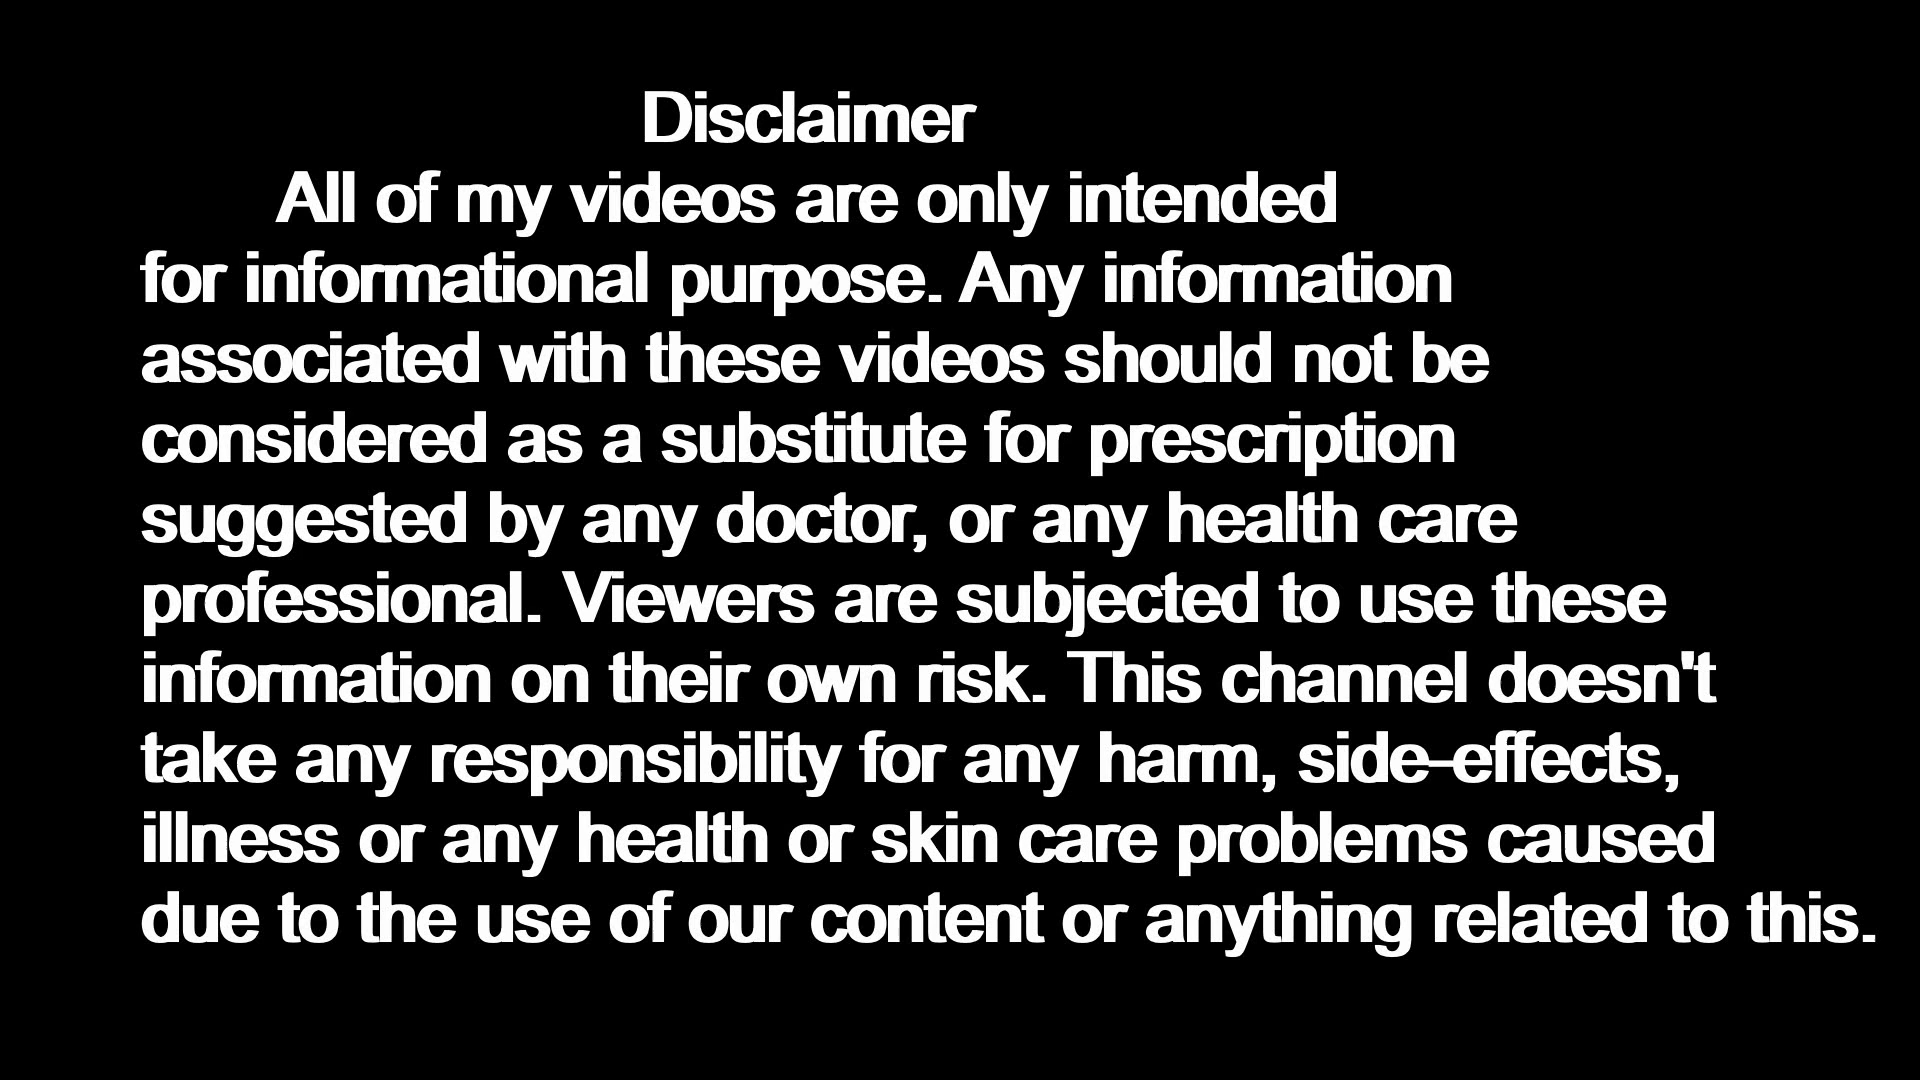 Disclaimer
All of my videos are only intended
for informational purpose. Any information
associated with these videos should not be
considered as a substitute for prescription
suggested by any doctor, or any health care
professional. Viewers are subjected to use these
information on their own risk. This channel doesn't
take any responsibility for any harm, side-effects,
illness or any health or skin care problems caused
due to the use of our content or anything related to this.